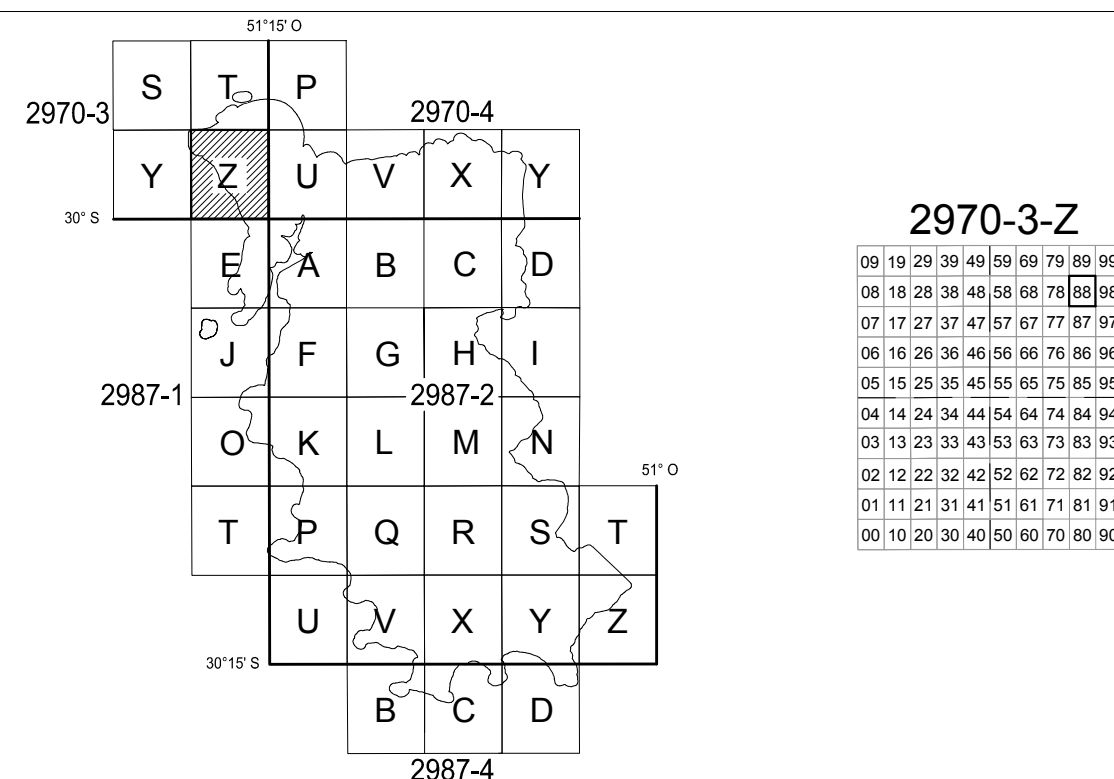 51°15' O
S T P
2970-3 2970-4
Y Z U V X Y
30° S
E A B C D
J F G H I
2987-1 2987-2
O K L M N
51° O
T P Q R S T
U V X Y Z
30°15' S
B C D
2987-4
2970-3-Z
09 19 29 39 49 59 69 79 89 99
08 18 28 38 48 58 68 78 88 98
07 17 27 37 47 57 67 77 87 97
06 16 26 36 46 56 66 76 86 96
05 15 25 35 45 55 65 75 85 95
04 14 24 34 44 54 64 74 84 94
03 13 23 33 43 53 63 73 83 93
02 12 22 32 42 52 62 72 82 92
01 11 21 31 41 51 61 71 81 91
00 10 20 30 40 50 60 70 80 90